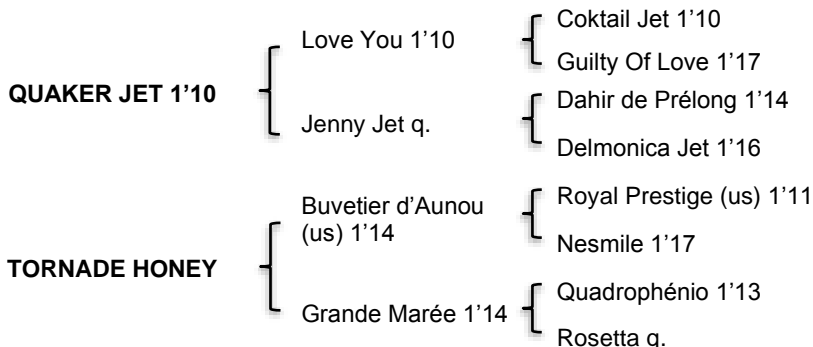 QUAKER JET 1’10
Love You 1’10
Coktail Jet 1’10
Guilty Of Love 1’17
Jenny Jet q.
Dahir de Prélong 1’14
Delmonica Jet 1’16
TORNADE HONEY
Buvetier d’Aunou
(us) 1’14
Royal Prestige (us) 1’11
Nesmile 1’17
Grande Marée 1’14
Quadrophénio 1’13
Rosetta q.